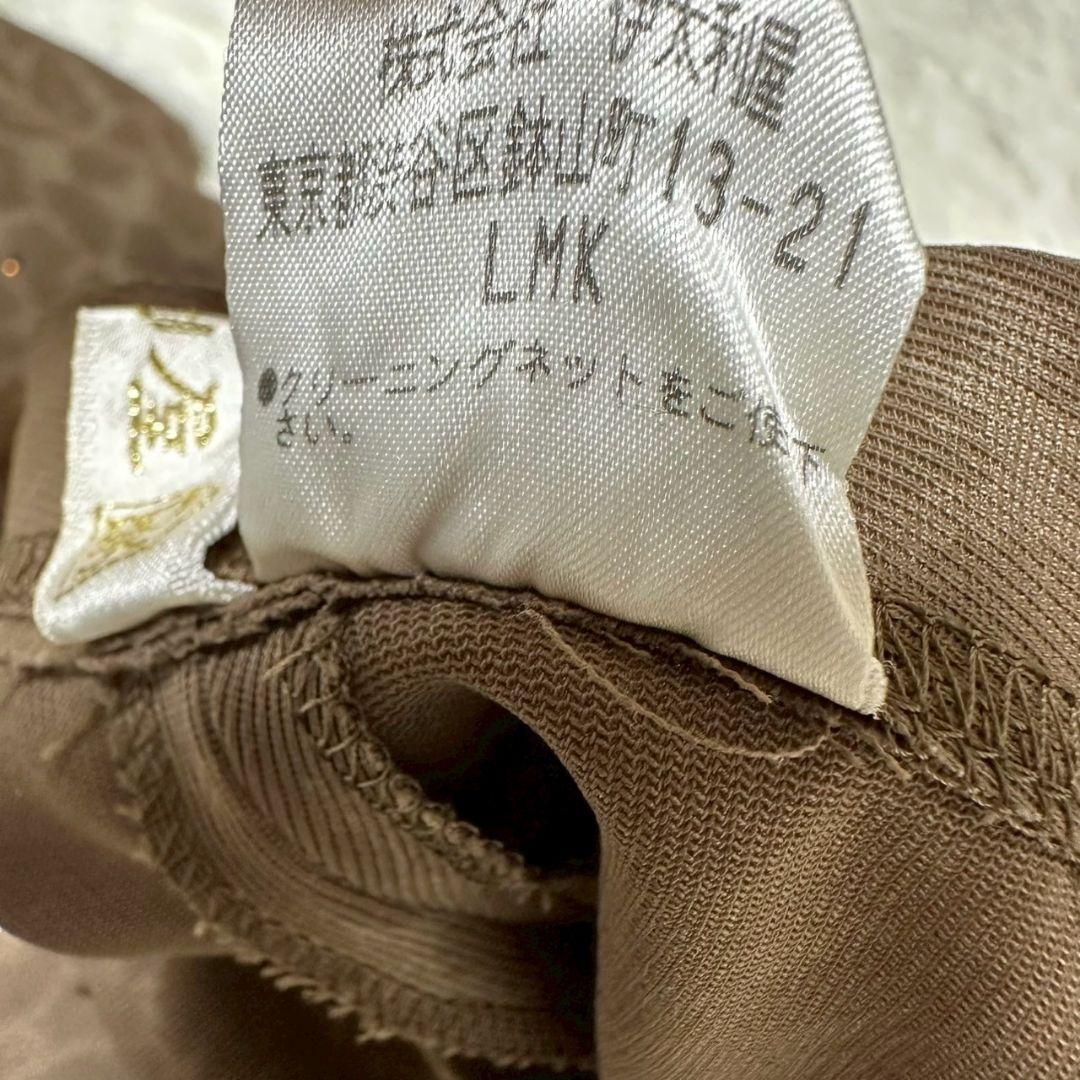 株式会社 伊太利屋
東京都渋谷区鉢山町13-21
LMK
●クリーニングネットをご使下
さい。
屋